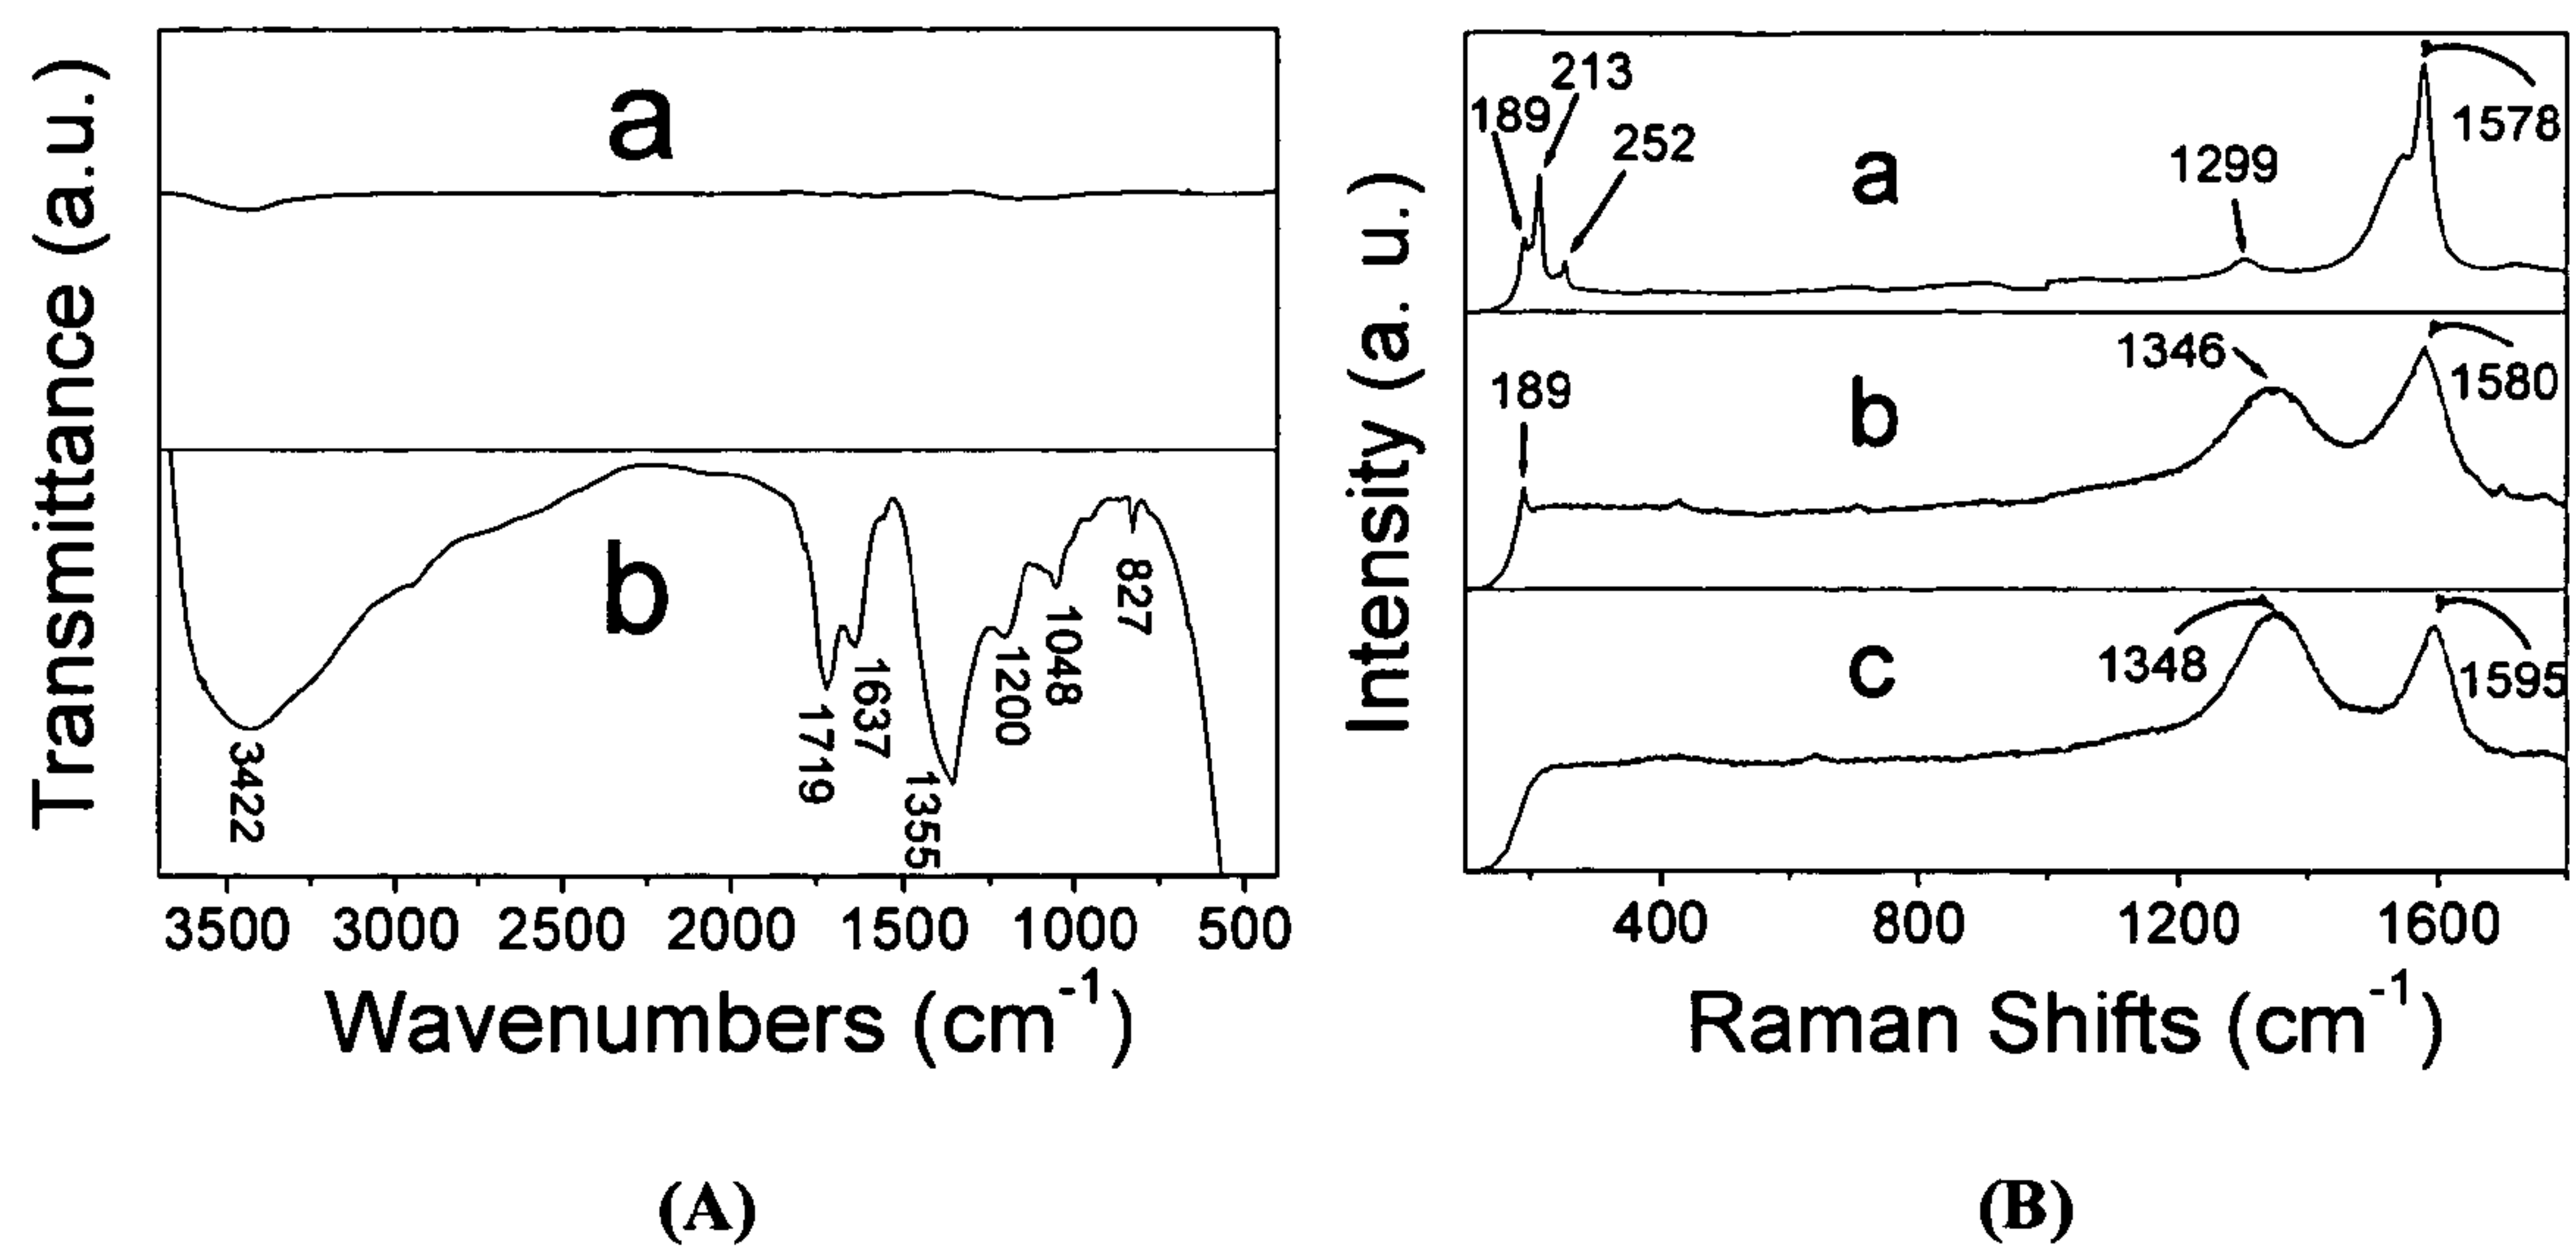 Transmittance (a.u.)
a
b
3422
1719
1637
1355
1200
1048
827
3500 3000 2500 2000 1500 1000 500
Wavenumbers (cm⁻¹)
(A)
Intensity (a. u.)
189
213
252
a
1299
1578
189
b
1346
1580
c
1348
1595
400 800 1200 1600
Raman Shifts (cm⁻¹)
(B)